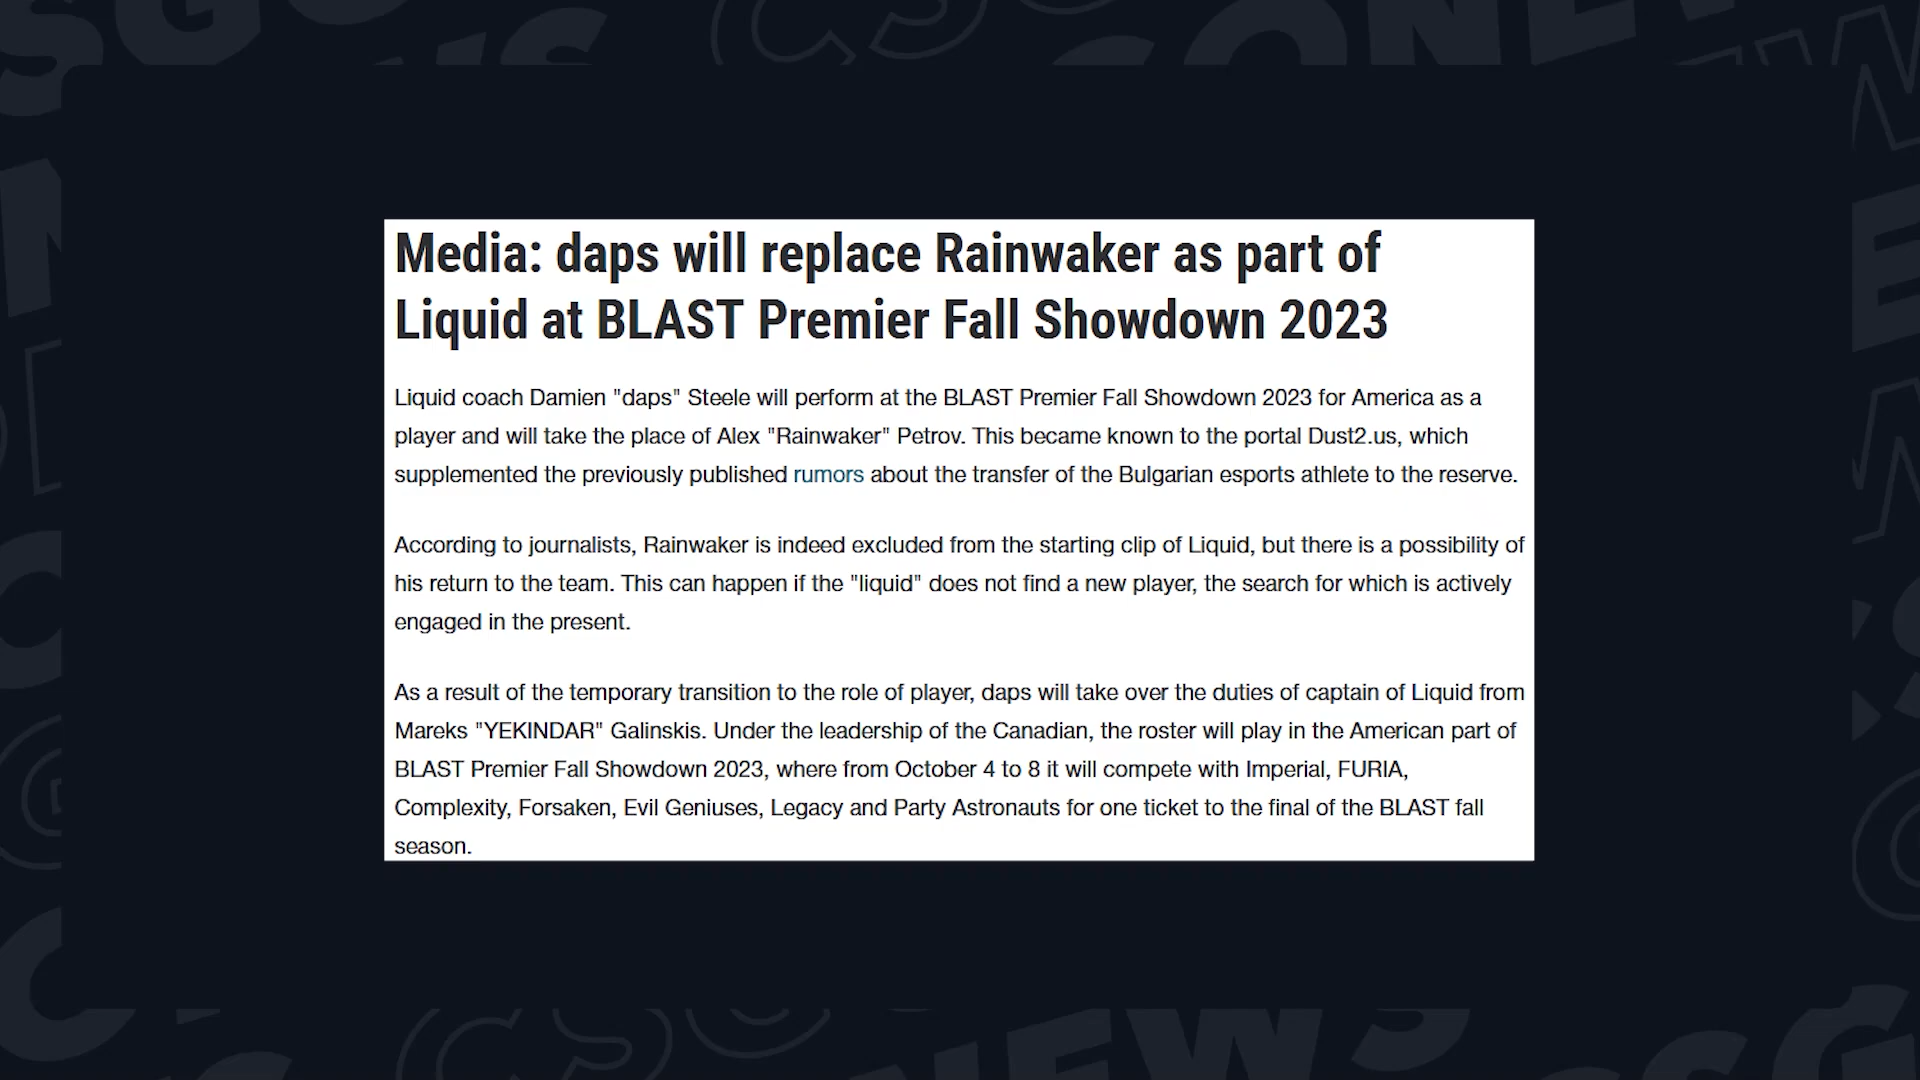 Media: daps will replace Rainwaker as part of
Liquid at BLAST Premier Fall Showdown 2023
Liquid coach Damien "daps" Steele will perform at the BLAST Premier Fall Showdown 2023 for America as a
player and will take the place of Alex "Rainwaker" Petrov. This became known to the portal Dust2.us, which
supplemented the previously published rumors about the transfer of the Bulgarian esports athlete to the reserve.
According to journalists, Rainwaker is indeed excluded from the starting clip of Liquid, but there is a possibility of
his return to the team. This can happen if the "liquid" does not find a new player, the search for which is actively
engaged in the present.
As a result of the temporary transition to the role of player, daps will take over the duties of captain of Liquid from
Mareks "YEKINDAR" Galinskis. Under the leadership of the Canadian, the roster will play in the American part of
BLAST Premier Fall Showdown 2023, where from October 4 to 8 it will compete with Imperial, FURIA,
Complexity, Forsaken, Evil Geniuses, Legacy and Party Astronauts for one ticket to the final of the BLAST fall
season.